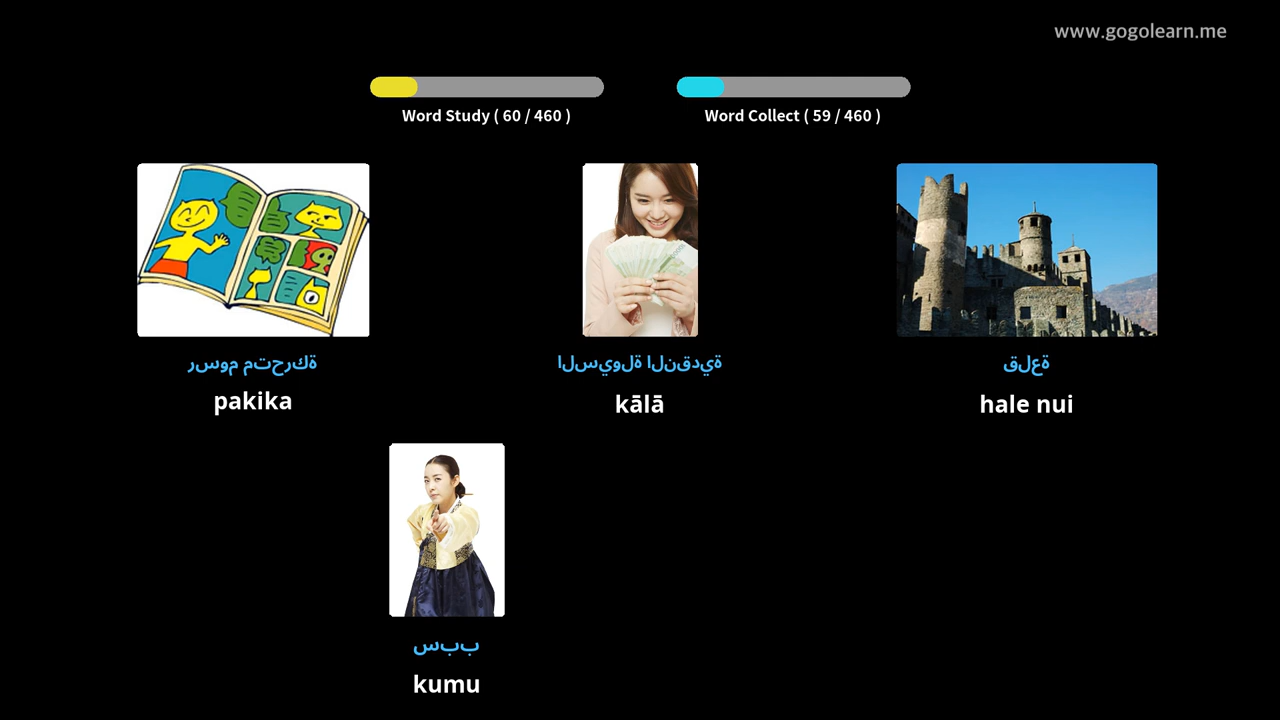 www.gogolearn.me
Word Study ( 60 / 460 )
Word Collect ( 59 / 460 )
رسوم متحركة
pakika
السيولة النقدية
kālā
قلعة
hale nui
سبب
kumu